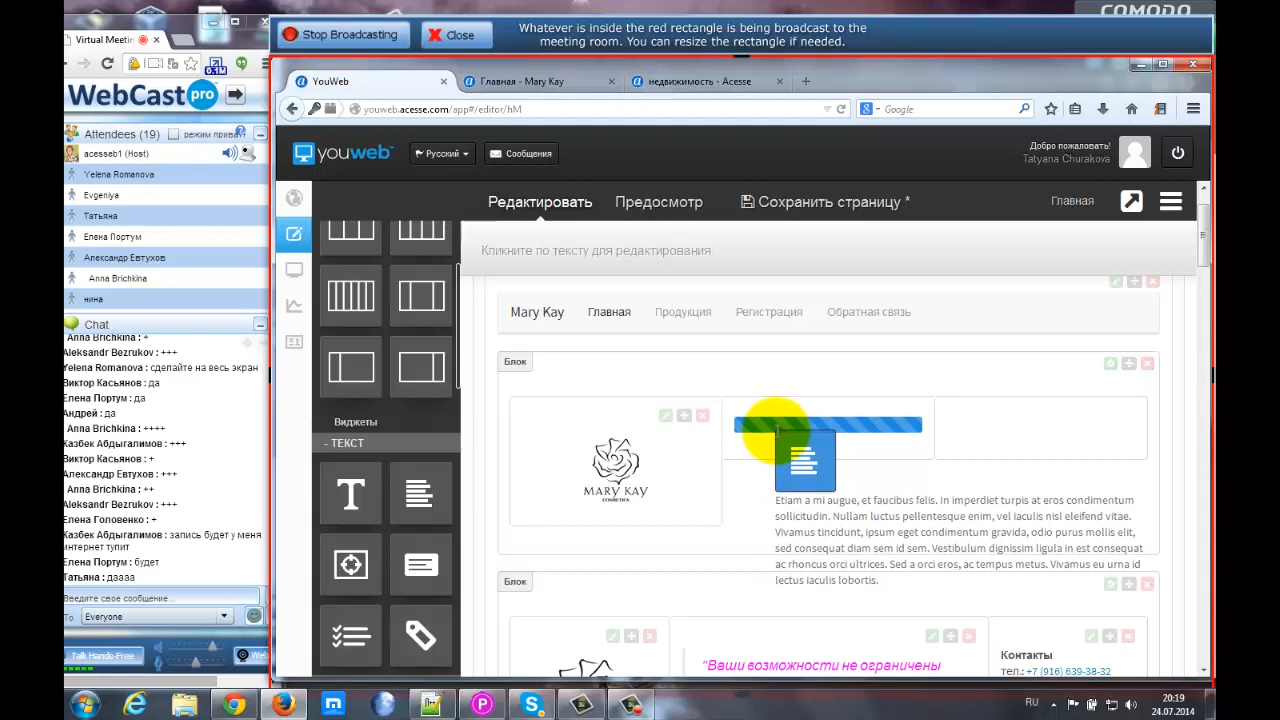 COMODO
Virtual Meeti
Stop Broadcasting
Close
Whatever is inside the red rectangle is being broadcast to the
meeting room. You can resize the rectangle if needed.
0.1M
YouWeb
Главная - Mary Kay
недвижимость - Acesse
youweb.acesse.com/app#/editor/hM
Google
WebCast pro
Attendees (19)
режим приват
acesseb1 (Host)
Yelena Romanova
Evgeniya
Татьяна
Елена Портум
Александр Евтухов
Anna Brichkina
нина
Chat
Anna Brichkina : +
Aleksandr Bezrukov : +++
Yelena Romanova : сделайте на весь экран
Виктор Касьянов : да
Елена Портум : да
Андрей : да
Anna Brichkina : ++++
Казбек Абдыгалимов : +++
Виктор Касьянов : +
Александр Евтухов : +++
Anna Brichkina : ++
Aleksandr Bezrukov : +++
Елена Головенко : +
Казбек Абдыгалимов : запись будет у меня
интернет тупит
Елена Портум : будет
Татьяна : даааа
Введите свое сообщение...
To
Everyone
Talk Hands-Free
We
youweb
Русский
Сообщения
Добро пожаловать!
Tatyana Churakova
Редактировать
Предосмотр
Сохранить страницу *
Главная
Кликните по тексту для редактирования.
Mary Kay
Главная
Продукция
Регистрация
Обратная связь
Блок
MARY KAY
COSMETICS
Виджеты
- ТЕКСТ
T
Etiam a mi augue, et faucibus felis. In imperdiet turpis at eros condimentum
sollicitudin. Nullam luctus pellentesque enim, vel iaculis nisl eleifend vitae.
Vivamus tincidunt, ipsum eget condimentum gravida, odio purus mollis elit,
sed consequat diam sem id sem. Vestibulum dignissim ligula in est consequat
ac rhoncus orci ultrices. Sed a orci eros, ac tempus metus. Vivamus eu urna id
lectus iaculis lobortis.
Блок
"Ваши возможности не ограничены
Контакты
тел.: +7 (916) 639-38-32
RU
20:19
24.07.2014